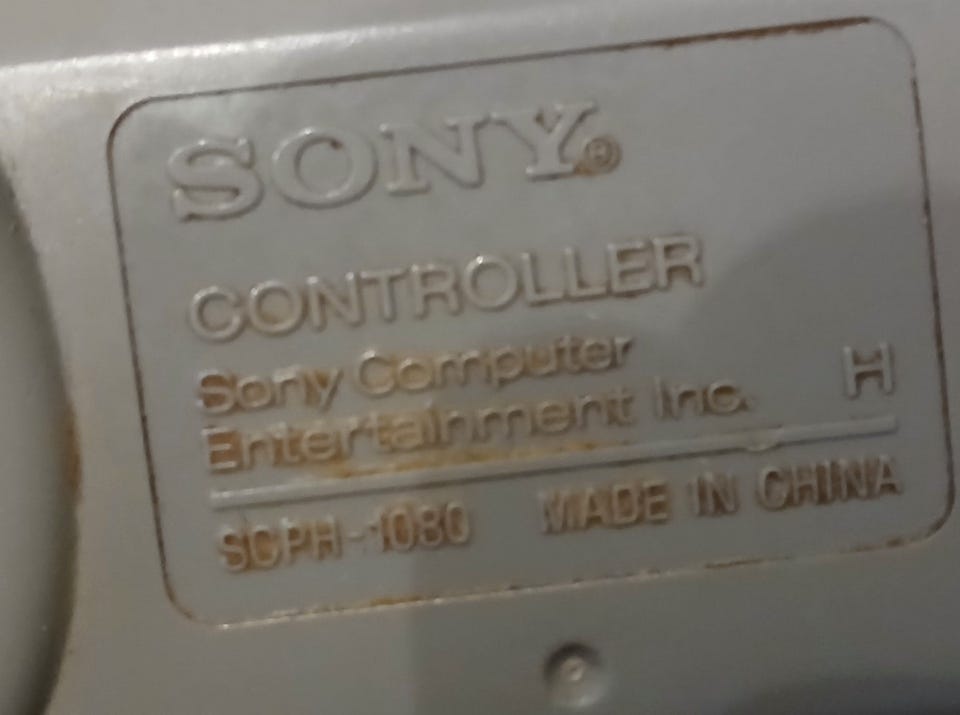 SONY®
CONTROLLER
Sony Computer
Entertainment Inc. H
SCPH-1080 MADE IN CHINA